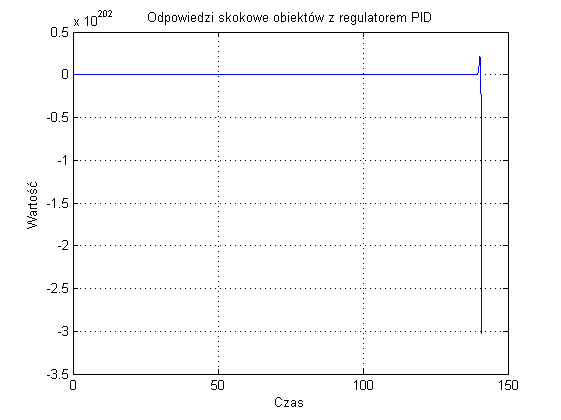 x 10^202
Odpowiedzi skokowe obiektów z regulatorem PID
0.5
0
-0.5
-1
-1.5
-2
-2.5
-3
-3.5
Wartość
0 50 100 150
Czas